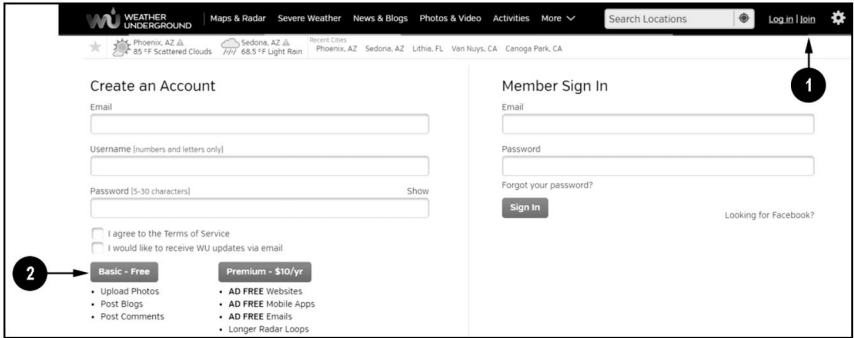 WEATHER UNDERGROUND Maps & Radar Severe Weather News & Blogs Photos & Video Activities More Search Locations Log in | Join
Phoenix, AZ
85 °F Scattered Clouds
Sedona, AZ
68.5 °F Light Rain
Recent Cities
Phoenix, AZ Sedona, AZ Lithia, FL Van Nuys, CA Canoga Park, CA
1
Create an Account
Email
Username (numbers and letters only)
Password (5-30 characters) Show
I agree to the Terms of Service
I would like to receive WU updates via email
2
Basic - Free
• Upload Photos
• Post Blogs
• Post Comments
Premium - $10/yr
• AD FREE Websites
• AD FREE Mobile Apps
• AD FREE Emails
• Longer Radar Loops
Member Sign In
Email
Password
Forgot your password?
Sign In
Looking for Facebook?